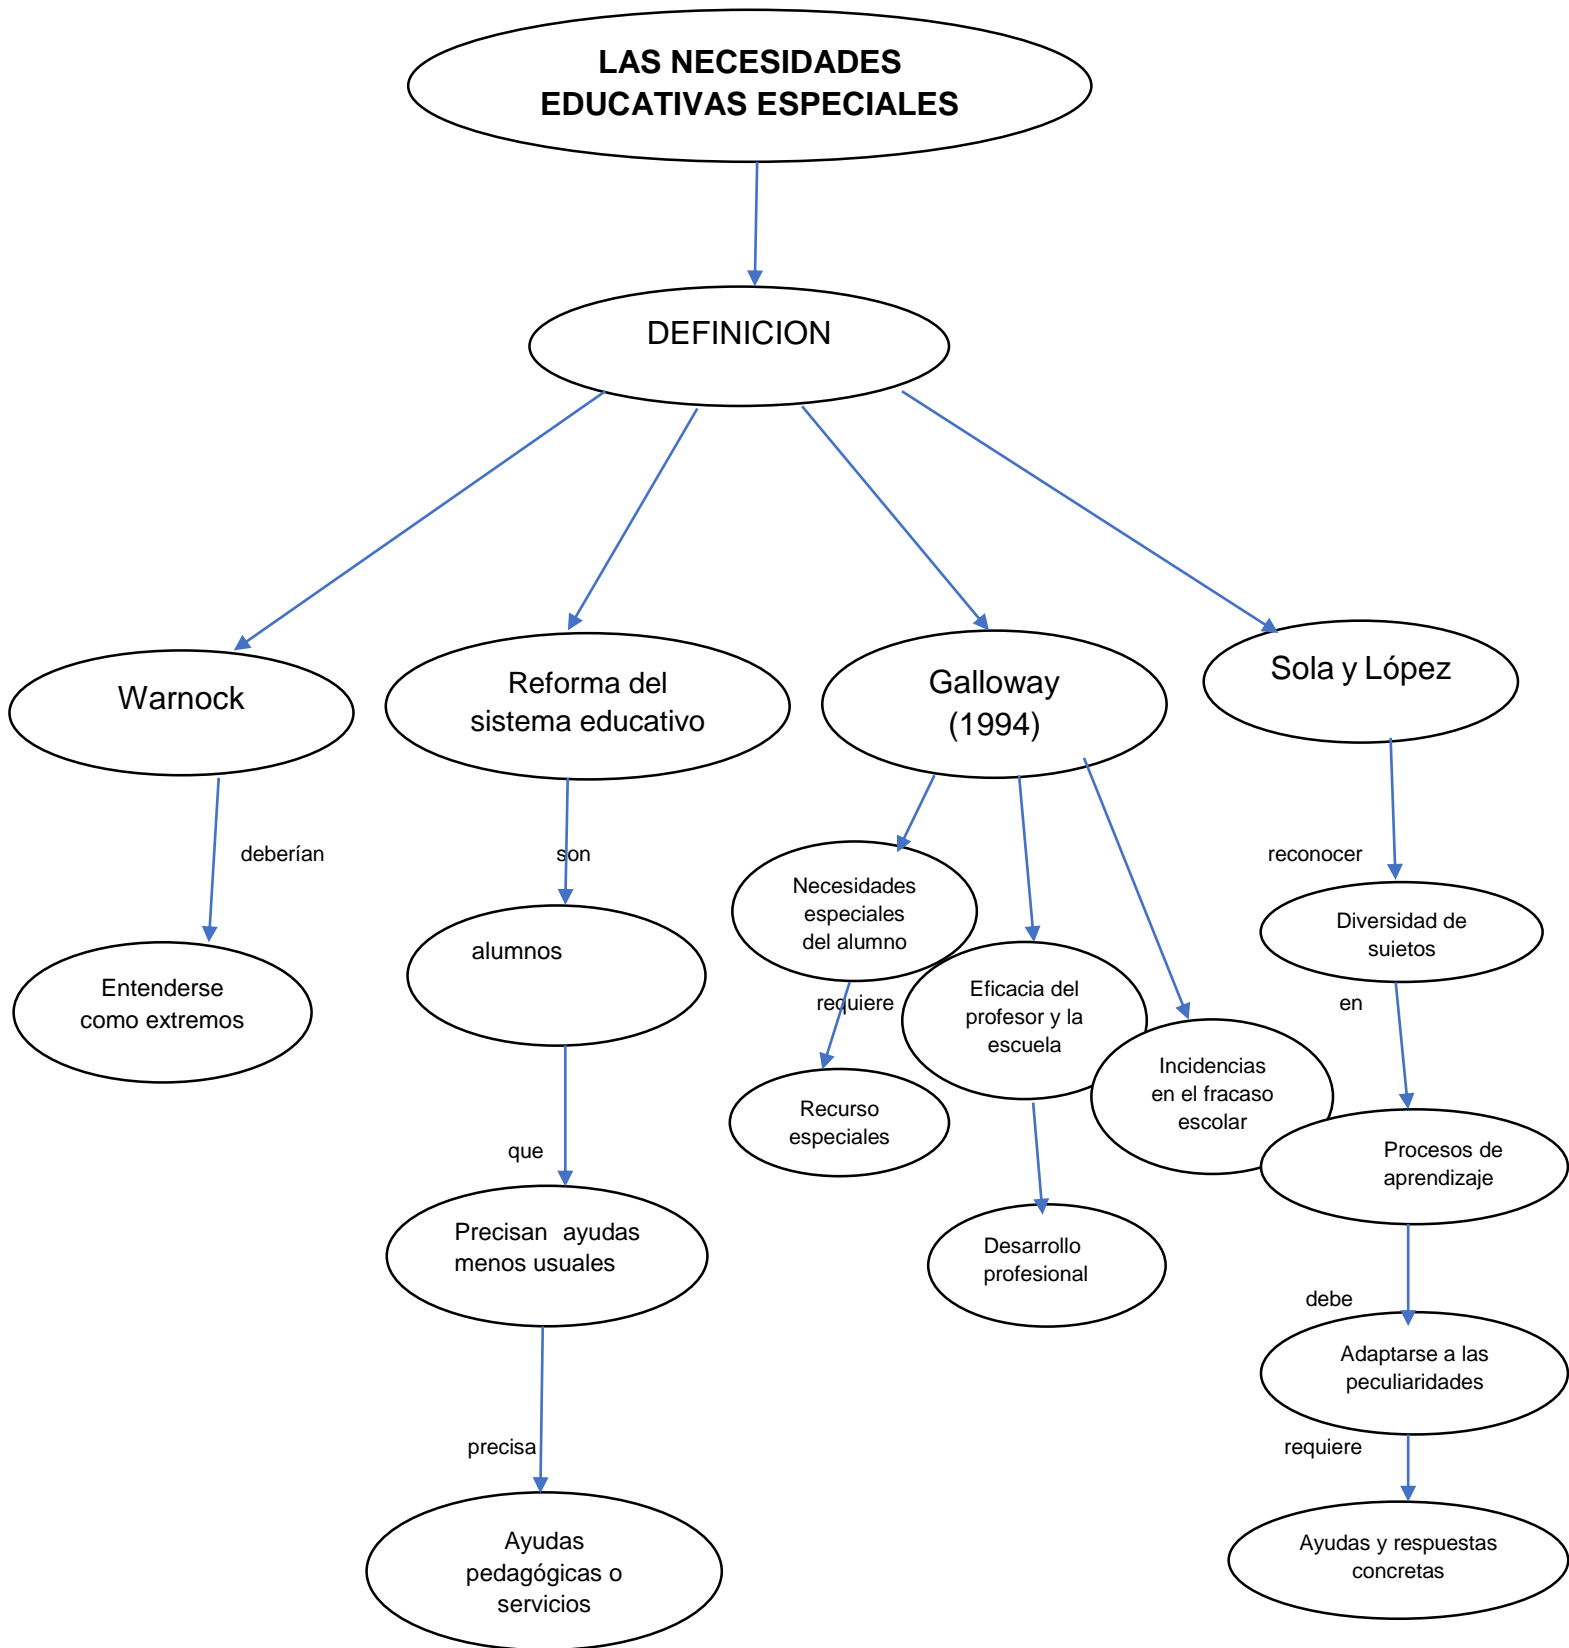 LAS NECESIDADES
EDUCATIVAS ESPECIALES
DEFINICION
Warnock
Reforma del
sistema educativo
Galloway
(1994)
Sola y López
deberían
son
reconocer
Necesidades
especiales
del alumno
Diversidad de
sujetos
alumnos
Entenderse
como extremos
requiere
Eficacia del
profesor y la
escuela
en
Incidencias
en el fracaso
escolar
Recurso
especiales
que
Procesos de
aprendizaje
Precisan  ayudas
menos usuales
Desarrollo
profesional
debe
Adaptarse a las
peculiaridades
precisa
requiere
Ayudas
pedagógicas o
servicios
Ayudas y respuestas
concretas